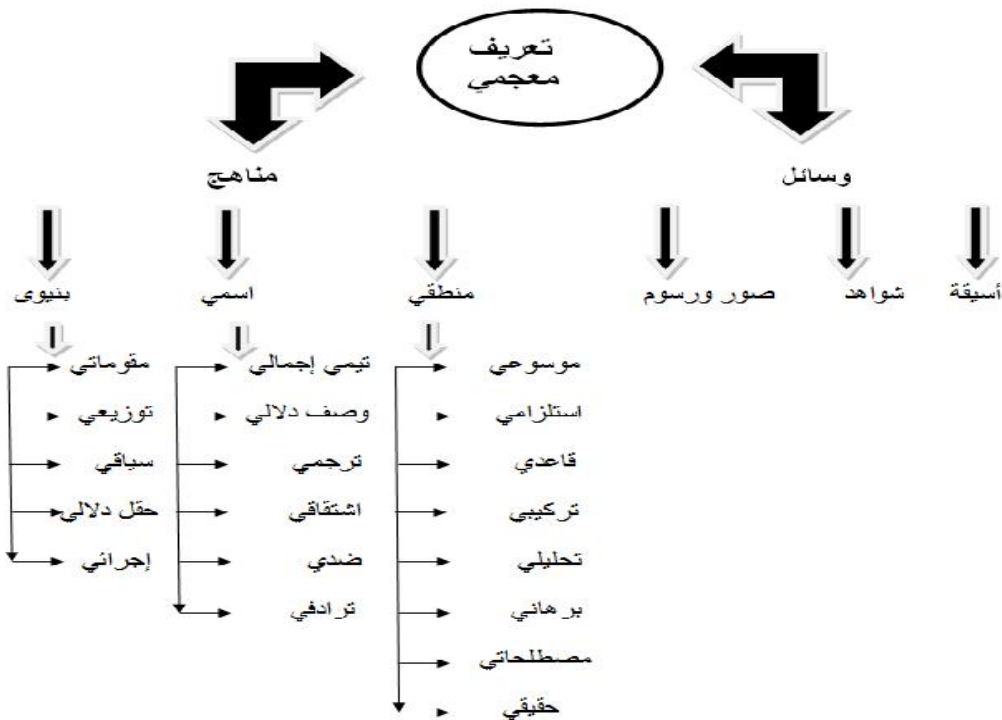 تعريف
معجمي
وسائل
مناهج
أسيقة
شواهد
صور ورسوم
منطقي
اسمي
بنيوى
موسوعي
استلزامي
قاعدي
تركيبي
تحليلي
برهاني
مصطلحاتي
حقيقي
تيمي إجمالي
وصف دلالي
ترجمي
اشتقاقي
ضدي
ترادفي
مقوماتي
توزيعي
سياقي
حقل دلالي
إجرائي